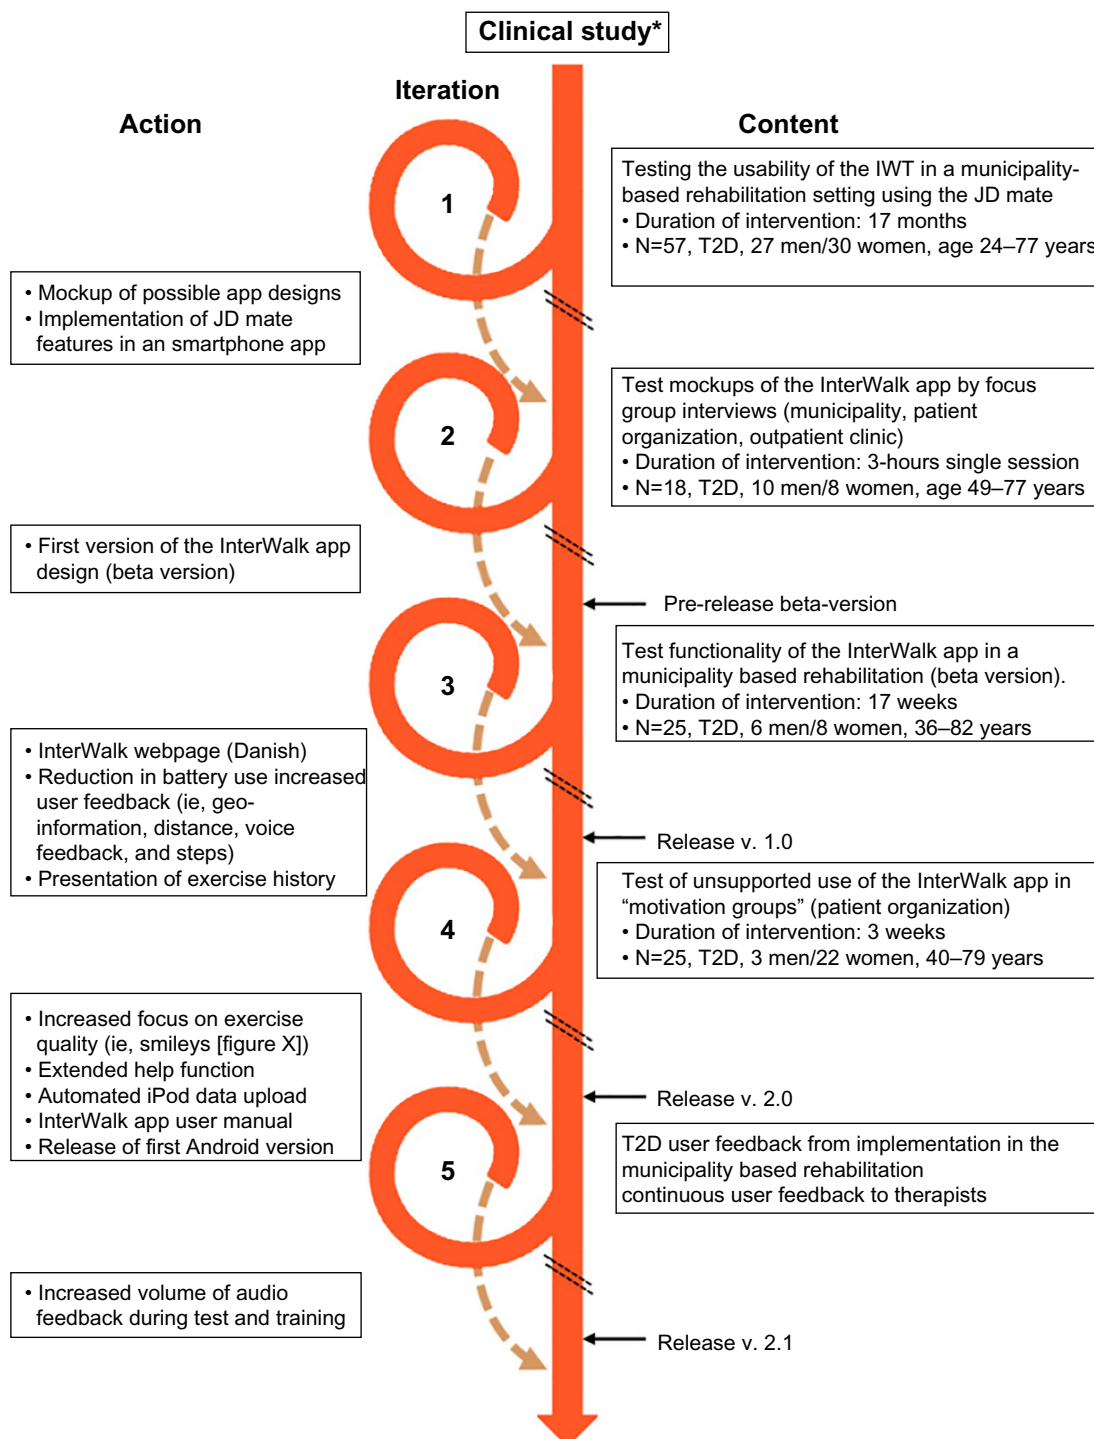 Clinical study*
Iteration
Action
Content
1
Testing the usability of the IWT in a municipality-
based rehabilitation setting using the JD mate
• Duration of intervention: 17 months
• N=57, T2D, 27 men/30 women, age 24–77 years
• Mockup of possible app designs
• Implementation of JD mate
features in an smartphone app
2
Test mockups of the InterWalk app by focus
group interviews (municipality, patient
organization, outpatient clinic)
• Duration of intervention: 3-hours single session
• N=18, T2D, 10 men/8 women, age 49–77 years
• First version of the InterWalk app
design (beta version)
Pre-release beta-version
3
Test functionality of the InterWalk app in a
municipality based rehabilitation (beta version).
• Duration of intervention: 17 weeks
• N=25, T2D, 6 men/8 women, 36–82 years
• InterWalk webpage (Danish)
• Reduction in battery use increased
user feedback (ie, geo-
information, distance, voice
feedback, and steps)
• Presentation of exercise history
Release v. 1.0
4
Test of unsupported use of the InterWalk app in
“motivation groups” (patient organization)
• Duration of intervention: 3 weeks
• N=25, T2D, 3 men/22 women, 40–79 years
• Increased focus on exercise
quality (ie, smileys [figure X])
• Extended help function
• Automated iPod data upload
• InterWalk app user manual
• Release of first Android version
Release v. 2.0
5
T2D user feedback from implementation in the
municipality based rehabilitation
continuous user feedback to therapists
• Increased volume of audio
feedback during test and training
Release v. 2.1